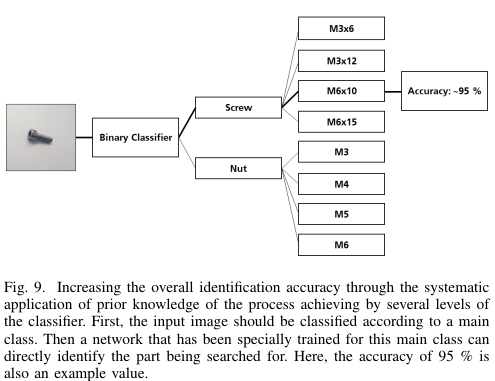 M3x6
M3x12
M6x10
Accuracy: ~95 %
Screw
M6x15
Binary Classifier
M3
Nut
M4
M5
M6
Fig. 9. Increasing the overall identification accuracy through the systematic
application of prior knowledge of the process achieving by several levels of
the classifier. First, the input image should be classified according to a main
class. Then a network that has been specially trained for this main class can
directly identify the part being searched for. Here, the accuracy of 95 % is
also an example value.